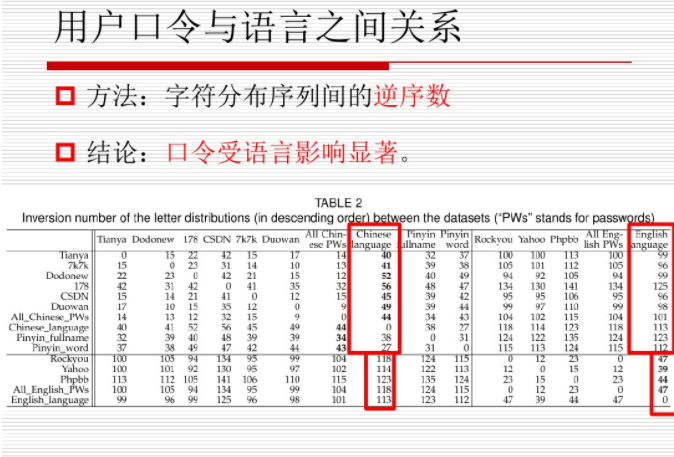 用户口令与语言之间关系
方法：字符分布序列间的逆序数
结论：口令受语言影响显著。
TABLE 2
Inversion number of the letter distributions (in descending order) between the datasets ("PWs" stands for passwords)
All Chin- Chinese Pinyin Pinyin All Eng- English
Tianya Dodonew 178 CSDN 7k7k Duowan ese PWs language fullname word Rockyou Yahoo Phpbb lish PWs language
Tianya 0 15 22 42 15 17 14 40 32 37 100 100 113 100 99
7k7k 15 0 23 31 14 10 13 41 39 38 105 101 112 105 96
Dodonew 22 23 0 42 21 15 12 52 40 49 94 92 105 94 99
178 42 31 42 0 41 35 32 56 48 47 134 130 141 134 125
CSDN 15 14 21 41 0 12 15 45 39 42 95 95 106 95 96
Duowan 17 10 15 35 12 0 9 49 39 44 99 97 110 99 98
All_Chinese_PWs 14 13 12 32 15 9 0 44 34 43 104 102 115 104 101
Chinese_language 40 41 52 56 45 49 44 0 38 27 118 114 123 118 113
Pinyin_fullname 32 39 40 48 39 39 34 38 0 31 124 122 135 124 123
Pinyin_word 37 38 49 47 42 44 43 27 31 0 115 113 124 115 112
Rockyou 100 105 94 134 95 99 104 118 124 115 0 12 23 0 47
Yahoo 100 101 92 130 95 97 102 114 122 113 12 0 15 12 39
Phpbb 113 112 105 141 106 110 115 123 135 124 23 15 0 23 44
All_English_PWs 100 105 94 134 95 99 104 118 124 115 0 12 23 0 47
English_language 99 96 99 125 96 98 101 113 123 112 47 39 44 47 0